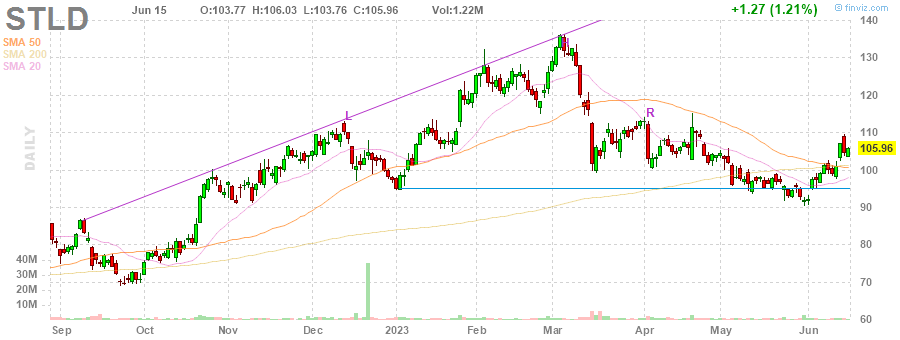 STLD
Jun 15 O:103.77 H:106.03 L:103.76 C:105.96 Vol:1.22M
+1.27 (1.21%)
@ finviz.com
SMA 50
SMA 200
SMA 20
DAILY
L
H
R
140
130
120
110
105.96
100
90
80
70
60
40M
30M
20M
10M
Sep Oct Nov Dec 2023 Feb Mar Apr May Jun